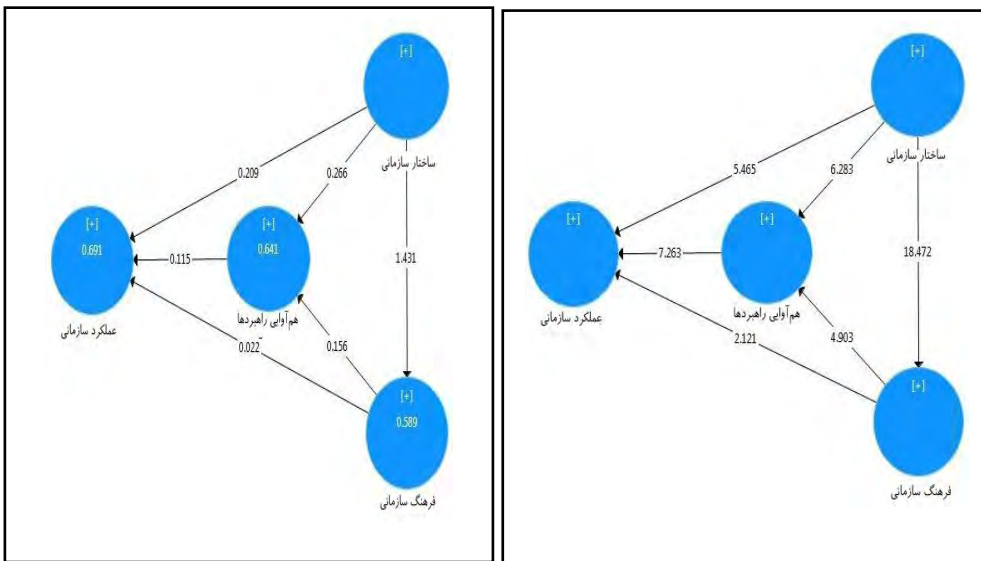 [+]
ساختار سازمانی
0.209
0.266
[+]
0.691
[+]
0.641
0.115
1.431
عملکرد سازمانی
هم‌آوایی راهبردها
0.022
0.156
[+]
0.589
فرهنگ سازمانی
[+]
ساختار سازمانی
5.465
6.283
[+]
[+]
7.263
18.472
عملکرد سازمانی
هم‌آوایی راهبردها
2.121
4.903
[+]
فرهنگ سازمانی